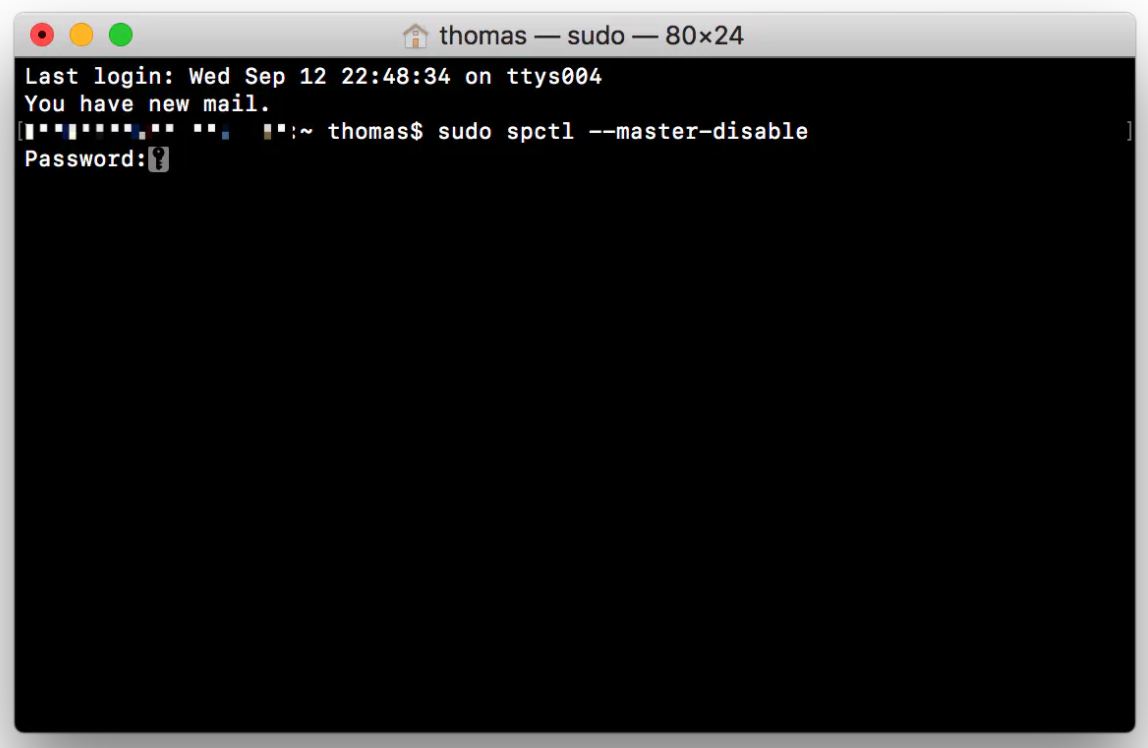 thomas — sudo — 80×24
Last login: Wed Sep 12 22:48:34 on ttys004
You have new mail.
[:~ thomas$ sudo spctl --master-disable ]
Password: